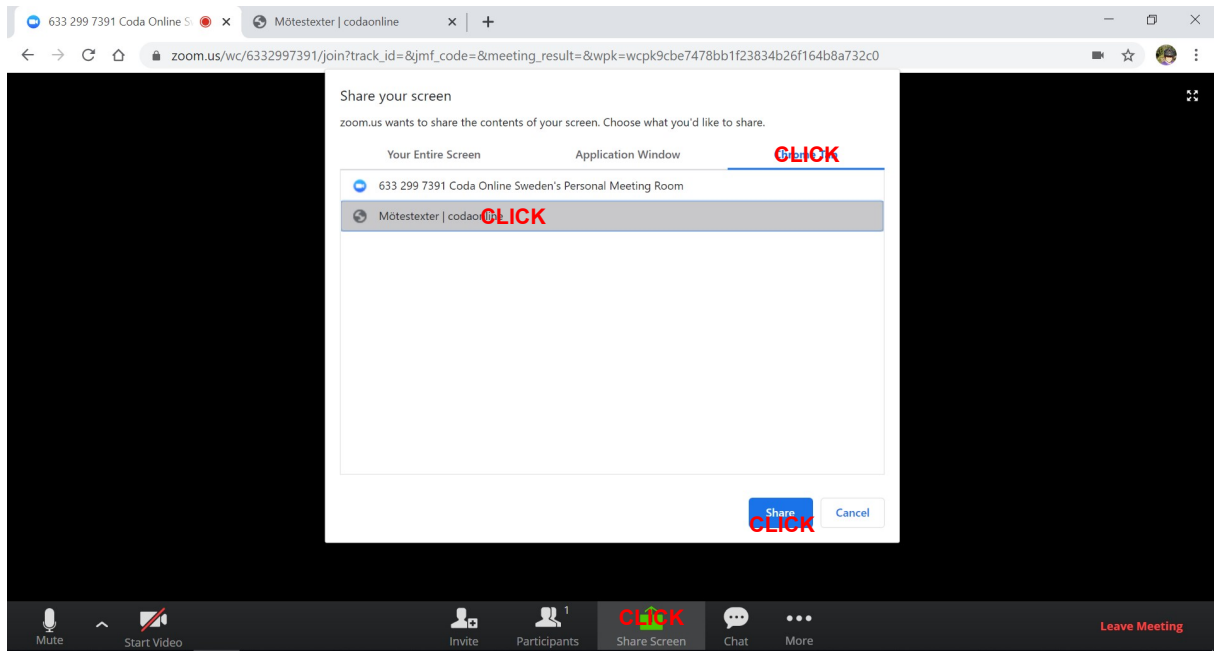 633 299 7391 Coda Online S
Mötestexter | codaonline
zoom.us/wc/6332997391/join?track_id=&jmf_code=&meeting_result=&wpk=wcpk9cbe7478bb1f23834b26f164b8a732c0
Share your screen
zoom.us wants to share the contents of your screen. Choose what you'd like to share.
Your Entire Screen
Application Window
Chrome Tab
CLICK
633 299 7391 Coda Online Sweden's Personal Meeting Room
Mötestexter | codaonline
CLICK
Share
Cancel
CLICK
CLICK
Mute
Start Video
Invite
1
Participants
Share Screen
Chat
More
Leave Meeting